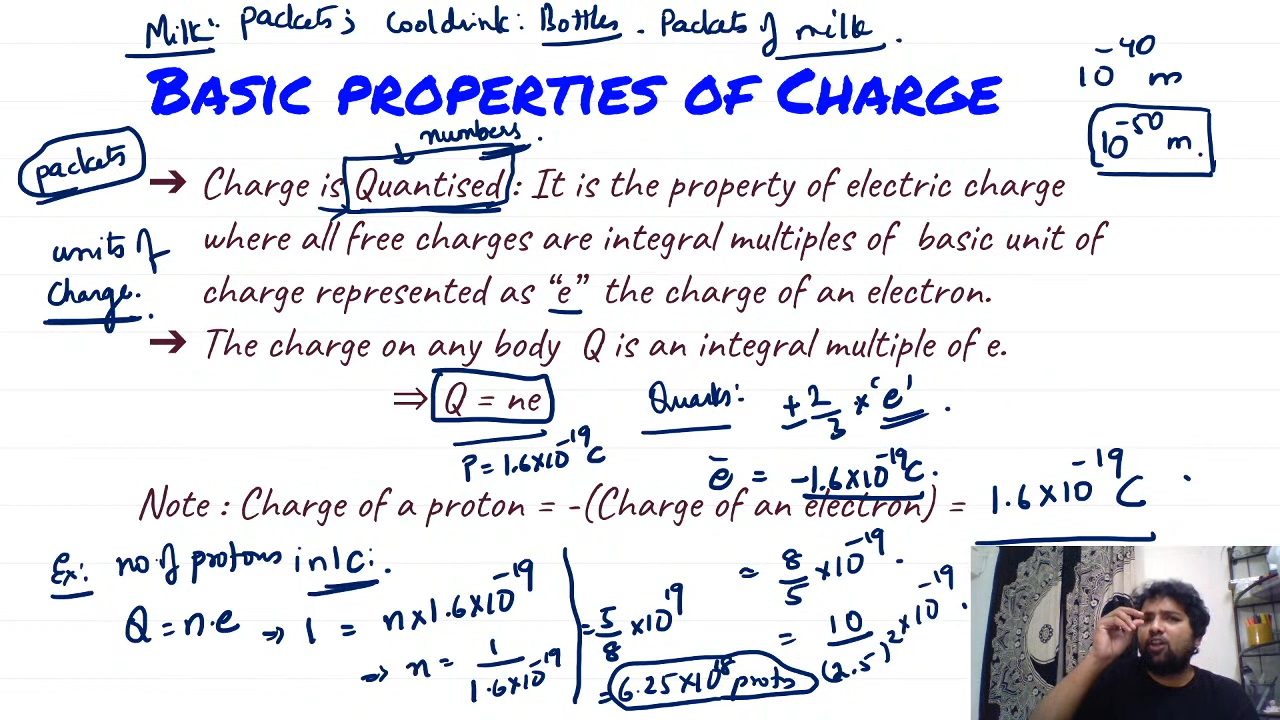 Milk: packets; Cooldrink: Bottles. Packets of milk.
10⁻⁴⁰ m
BASIC PROPERTIES OF CHARGE
10⁻⁵⁰ m.
numbers.
packets
→ Charge is Quantised : It is the property of electric charge
where all free charges are integral multiples of basic unit of
units of
charge represented as “e” the charge of an electron.
Charge.
→ The charge on any body Q is an integral multiple of e.
⇒ Q = ne
Quarks: +2/3 × 'e'.
P = 1.6×10⁻¹⁹ C
e⁻ = -1.6×10⁻¹⁹ C.
Note : Charge of a proton = -(Charge of an electron) = 1.6×10⁻¹⁹ C
Ex: no. of protons in 1C:.
Q = n.e ⇒ 1 = n×1.6×10⁻¹⁹
⇒ n = 1/1.6×10⁻¹⁹
= 5/8 ×10¹⁹
= 6.25×10¹⁸ protns
= 8/5 ×10⁻¹⁹.
= 10/(2.5)² ×10⁻¹⁹.